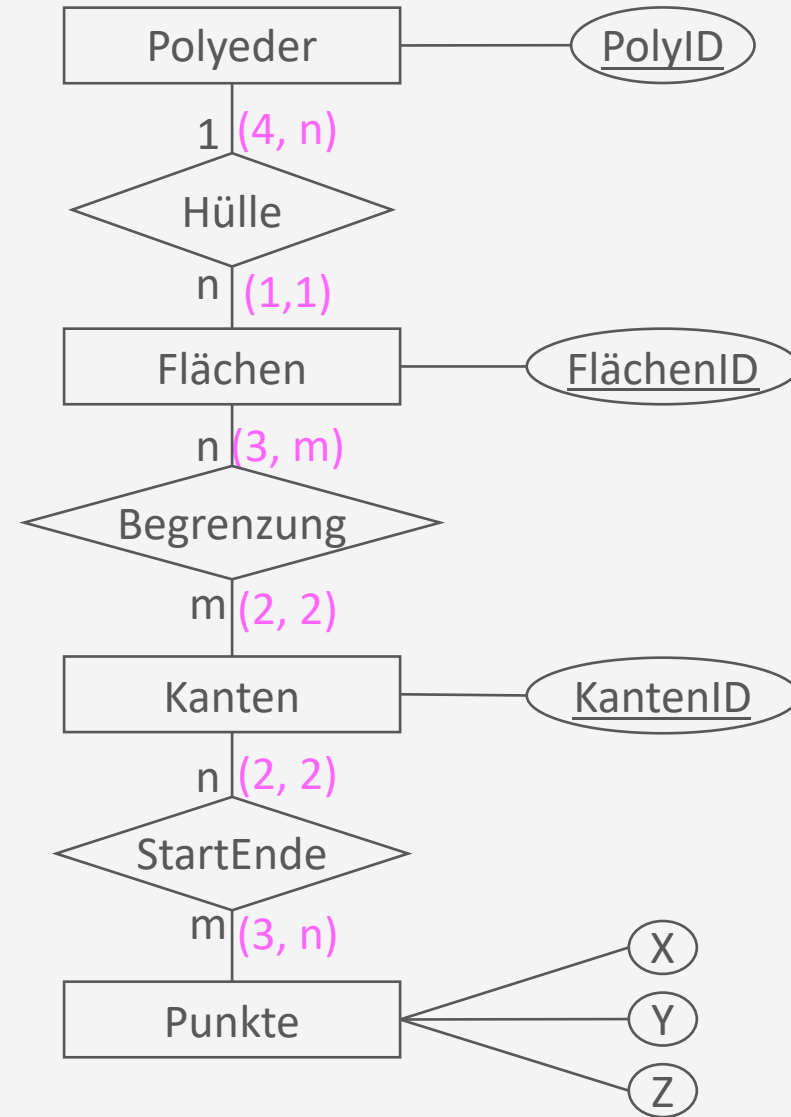 Polyeder
PolyID
1 (4, n)
Hülle
n (1,1)
Flächen
FlächenID
n (3, m)
Begrenzung
m (2, 2)
Kanten
KantenID
n (2, 2)
StartEnde
m (3, n)
X
Punkte
Y
Z